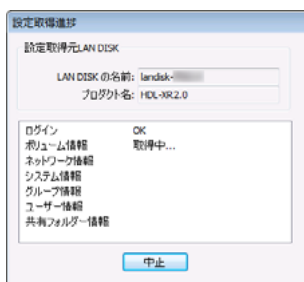 設定取得進捗
設定取得元LAN DISK
LAN DISK の名前: landisk-
プロダクト名: HDL-XR2.0
ログイン OK
ボリューム情報 取得中...
ネットワーク情報
システム情報
グループ情報
ユーザー情報
共有フォルダー情報
中止